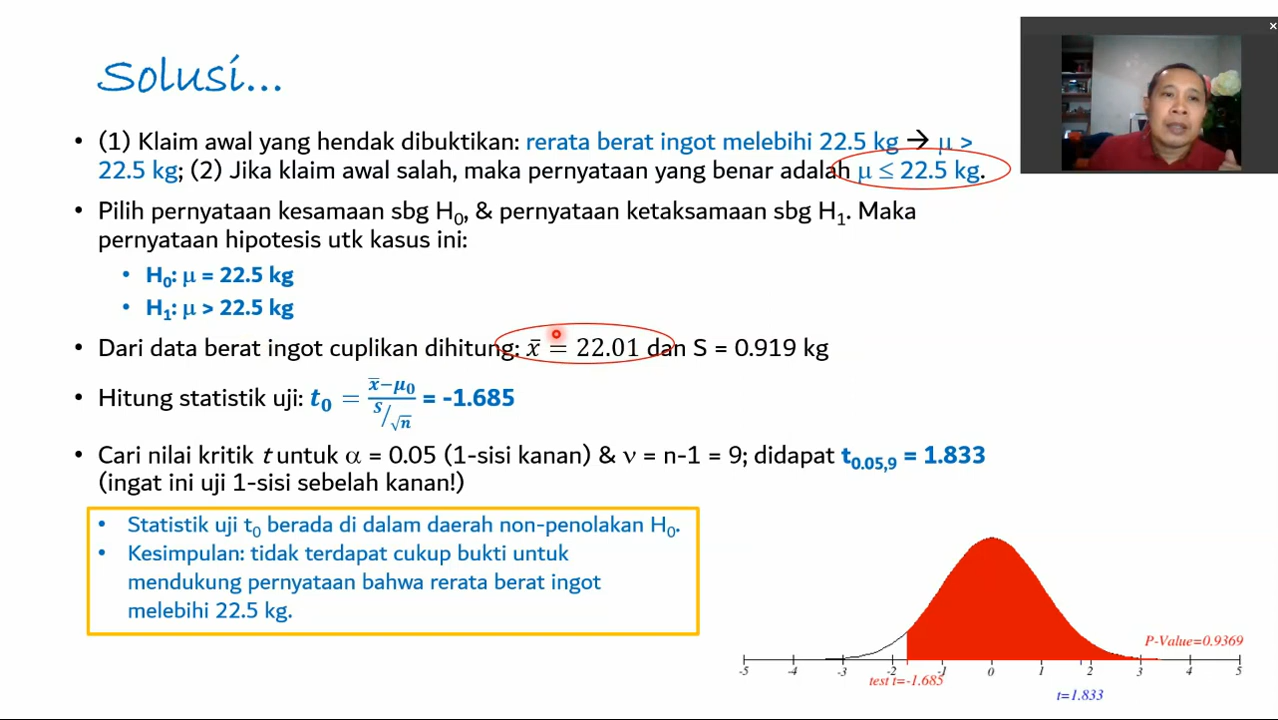 Solusi...
• (1) Klaim awal yang hendak dibuktikan: rerata berat ingot melebihi 22.5 kg → μ >
22.5 kg; (2) Jika klaim awal salah, maka pernyataan yang benar adalah μ ≤ 22.5 kg.
• Pilih pernyataan kesamaan sbg H₀, & pernyataan ketaksamaan sbg H₁. Maka
pernyataan hipotesis utk kasus ini:
• H₀: μ = 22.5 kg
• H₁: μ > 22.5 kg
• Dari data berat ingot cuplikan dihitung: x̄ = 22.01 dan S = 0.919 kg
• Hitung statistik uji: t₀ = (x̄−μ₀)/(S/√n) = -1.685
• Cari nilai kritik t untuk α = 0.05 (1-sisi kanan) & ν = n-1 = 9; didapat t₀.₀₅,₉ = 1.833
(ingat ini uji 1-sisi sebelah kanan!)
• Statistik uji t₀ berada di dalam daerah non-penolakan H₀.
• Kesimpulan: tidak terdapat cukup bukti untuk
mendukung pernyataan bahwa rerata berat ingot
melebihi 22.5 kg.
P-Value=0.9369
-5 -4 -3 -2 -1 0 1 2 3 4 5
test t=-1.685
t=1.833